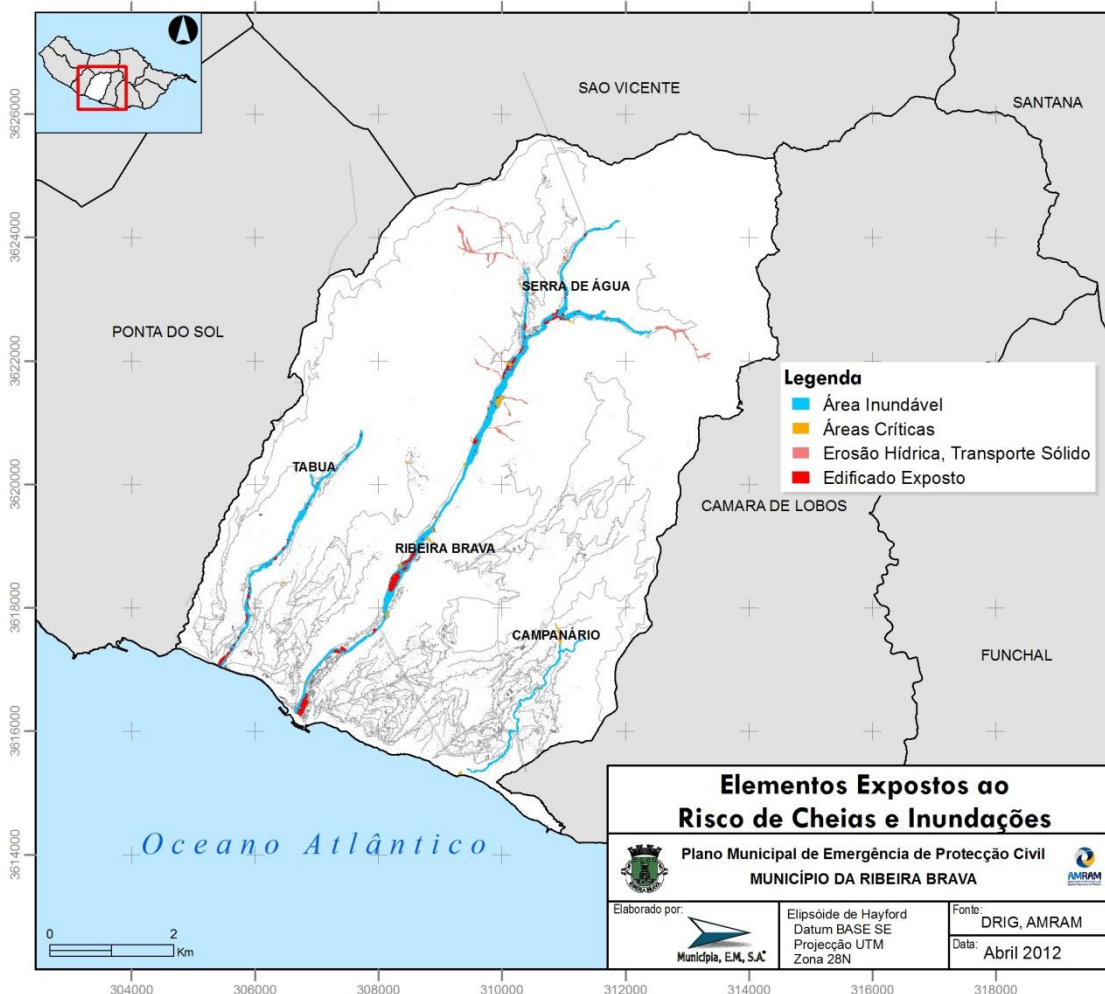 SAO VICENTE
SANTANA
PONTA DO SOL
SERRA DE ÁGUA
TABUA
RIBEIRA BRAVA
CAMPANÁRIO
CAMARA DE LOBOS
FUNCHAL
Oceano Atlântico
Legenda
Área Inundável
Áreas Críticas
Erosão Hídrica, Transporte Sólido
Edificado Exposto
3626000
3624000
3622000
3620000
3618000
3616000
3614000
0 2
Km
304000 306000 308000 310000 312000 314000 316000 318000
Elementos Expostos ao
Risco de Cheias e Inundações
Plano Municipal de Emergência de Protecção Civil
MUNICÍPIO DA RIBEIRA BRAVA
AMRAM
Elaborado por:
Municípia, E.M., S.A.
Elipsóide de Hayford
Datum BASE SE
Projecção UTM
Zona 28N
Fonte:
DRIG, AMRAM
Data:
Abril 2012